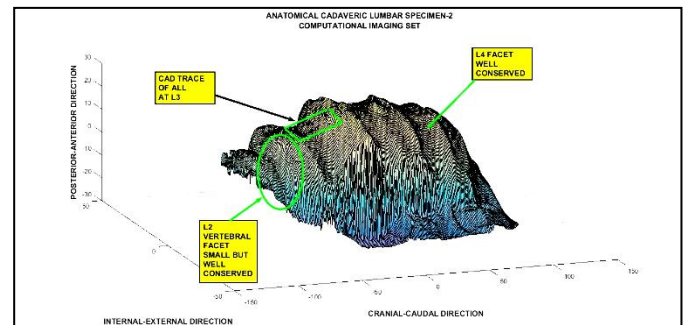 ANATOMICAL CADAVERIC LUMBAR SPECIMEN-2
COMPUTATIONAL IMAGING SET
L4 FACET
WELL
CONSERVED
CAD TRACE
OF ALL
AT L3
POSTERIOR-ANTERIOR DIRECTION
30
20
10
0
-10
-20
-30
50
0
-50
L2
VERTEBRAL
FACET
SMALL BUT
WELL
CONSERVED
-150
-100
-50
0
50
100
150
INTERNAL-EXTERNAL DIRECTION
CRANIAL-CAUDAL DIRECTION